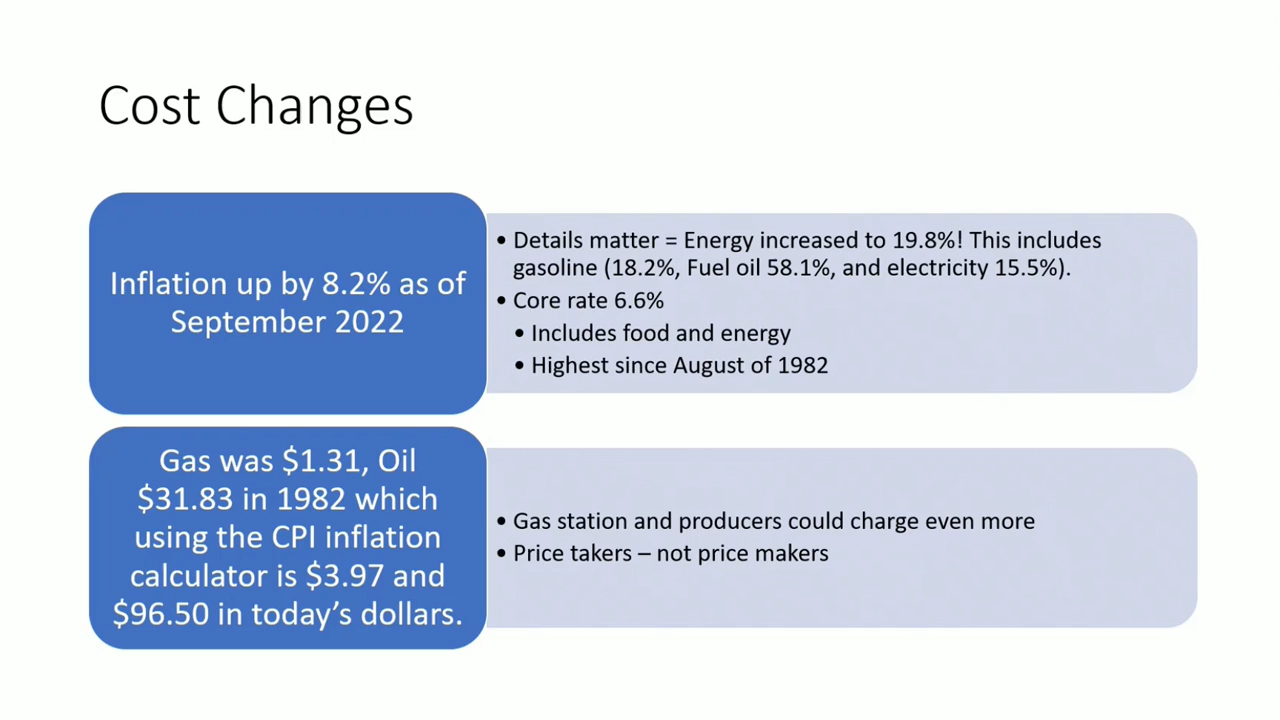 Cost Changes
Inflation up by 8.2% as of
September 2022
• Details matter = Energy increased to 19.8%! This includes
gasoline (18.2%, Fuel oil 58.1%, and electricity 15.5%).
• Core rate 6.6%
• Includes food and energy
• Highest since August of 1982
Gas was $1.31, Oil
$31.83 in 1982 which
using the CPI inflation
calculator is $3.97 and
$96.50 in today’s dollars.
• Gas station and producers could charge even more
• Price takers – not price makers